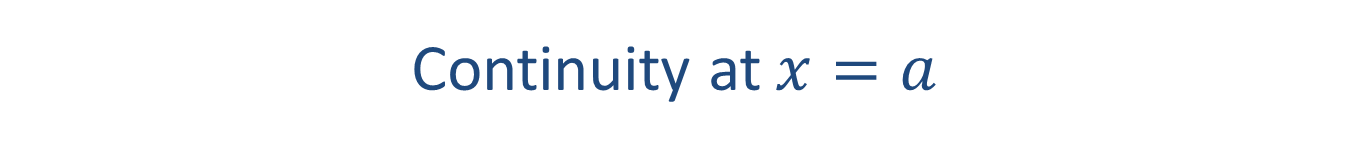 Continuity at 𝑥 = 𝑎